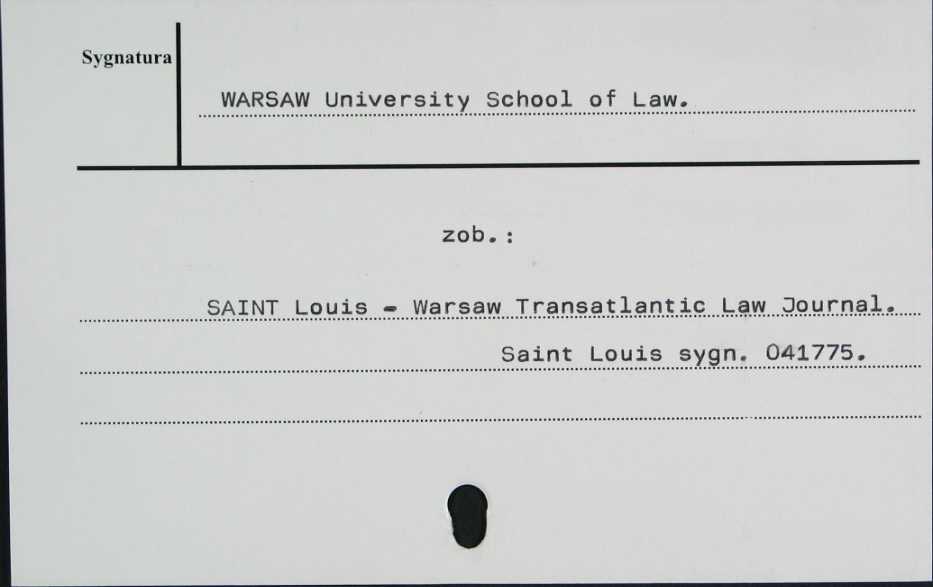 Sygnatura
WARSAW University School of Law.
zob.:
SAINT Louis - Warsaw Transatlantic Law Journal.
Saint Louis sygn. 041775.